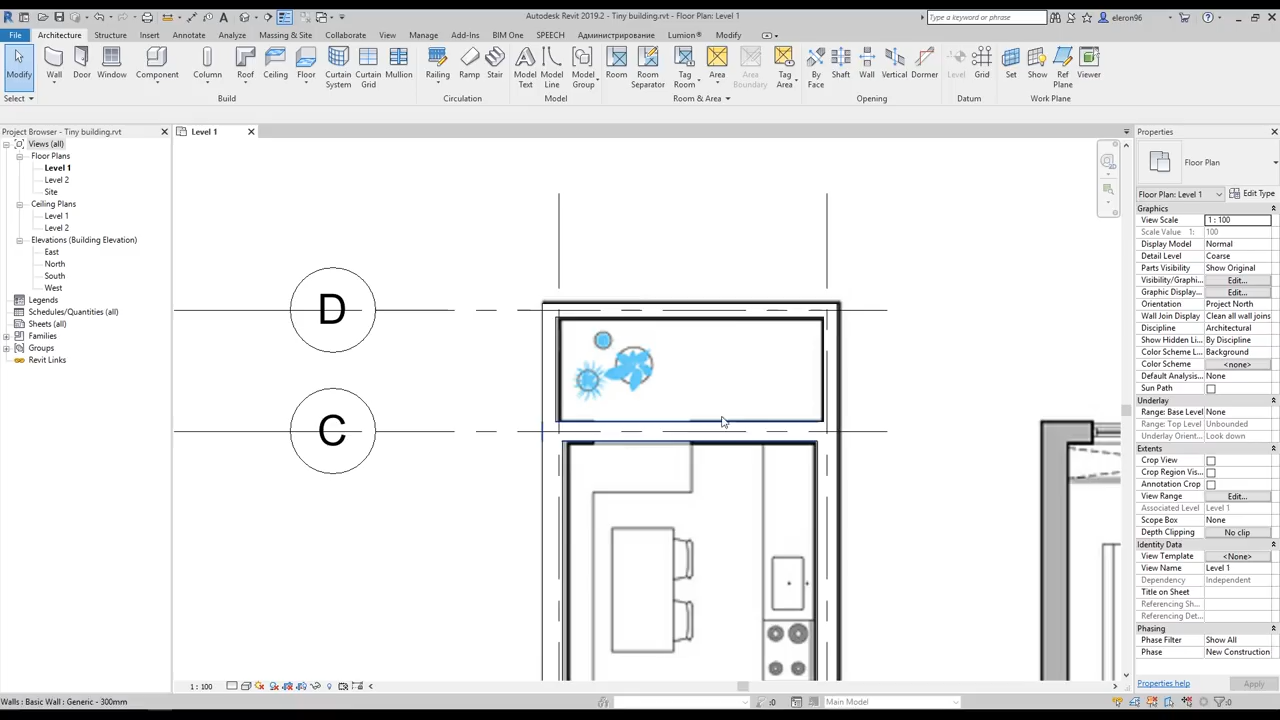 Autodesk Revit 2019.2 - Tiny building.rvt - Floor Plan: Level 1
Type a keyword or phrase
eleron96
File Architecture Structure Insert Annotate Analyze Massing & Site Collaborate View Manage Add-Ins BIM One SPEECH Администрирование Lumion® Modify
Modify Wall Door Window Component Column Roof Ceiling Floor Curtain System Curtain Grid Mullion Railing Ramp Stair Model Text Model Line Model Group Room Room Separator Tag Room Area Area Boundary Tag Area By Face Shaft Wall Vertical Dormer Level Grid Set Show Ref Plane Viewer
Select Build Circulation Model Room & Area Opening Datum Work Plane
Project Browser - Tiny building.rvt
Views (all)
Floor Plans
Level 1
Level 2
Site
Ceiling Plans
Level 1
Level 2
Elevations (Building Elevation)
East
North
South
West
Legends
Schedules/Quantities (all)
Sheets (all)
Families
Groups
Revit Links
Level 1
D
C
Properties
Floor Plan
Floor Plan: Level 1 Edit Type
Graphics
View Scale 1 : 100
Scale Value 1: 100
Display Model Normal
Detail Level Coarse
Parts Visibility Show Original
Visibility/Graphi... Edit...
Graphic Display... Edit...
Orientation Project North
Wall Join Display Clean all wall joins
Discipline Architectural
Show Hidden Li... By Discipline
Color Scheme L... Background
Color Scheme <none>
Default Analysis... None
Sun Path
Underlay
Range: Base Level None
Range: Top Level Unbounded
Underlay Orient... Look down
Extents
Crop View
Crop Region Vis...
Annotation Crop
View Range Edit...
Associated Level Level 1
Scope Box None
Depth Clipping No clip
Identity Data
View Template <None>
View Name Level 1
Dependency Independent
Title on Sheet
Referencing Sh...
Referencing Det...
Phasing
Phase Filter Show All
Phase New Construction
Properties help Apply
1 : 100
Walls : Basic Wall : Generic - 300mm
:0
Main Model
:0